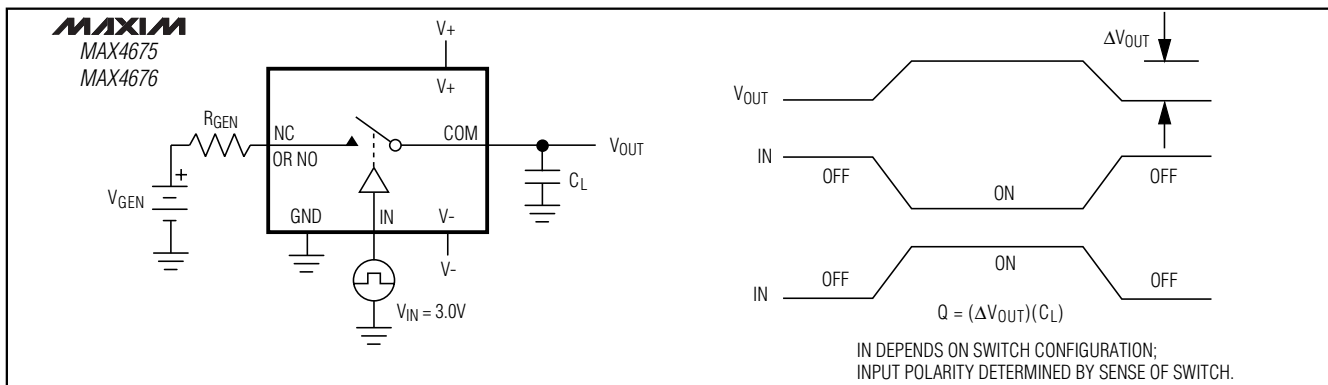 MAXIM
MAX4675
MAX4676
V+
V+
RGEN
NC
OR NO
COM
VOUT
+
VGEN
CL
GND
IN
V-
V-
VIN = 3.0V
ΔVOUT
VOUT
IN
OFF
ON
OFF
IN
OFF
ON
OFF
Q = (ΔVOUT)(CL)
IN DEPENDS ON SWITCH CONFIGURATION;
INPUT POLARITY DETERMINED BY SENSE OF SWITCH.